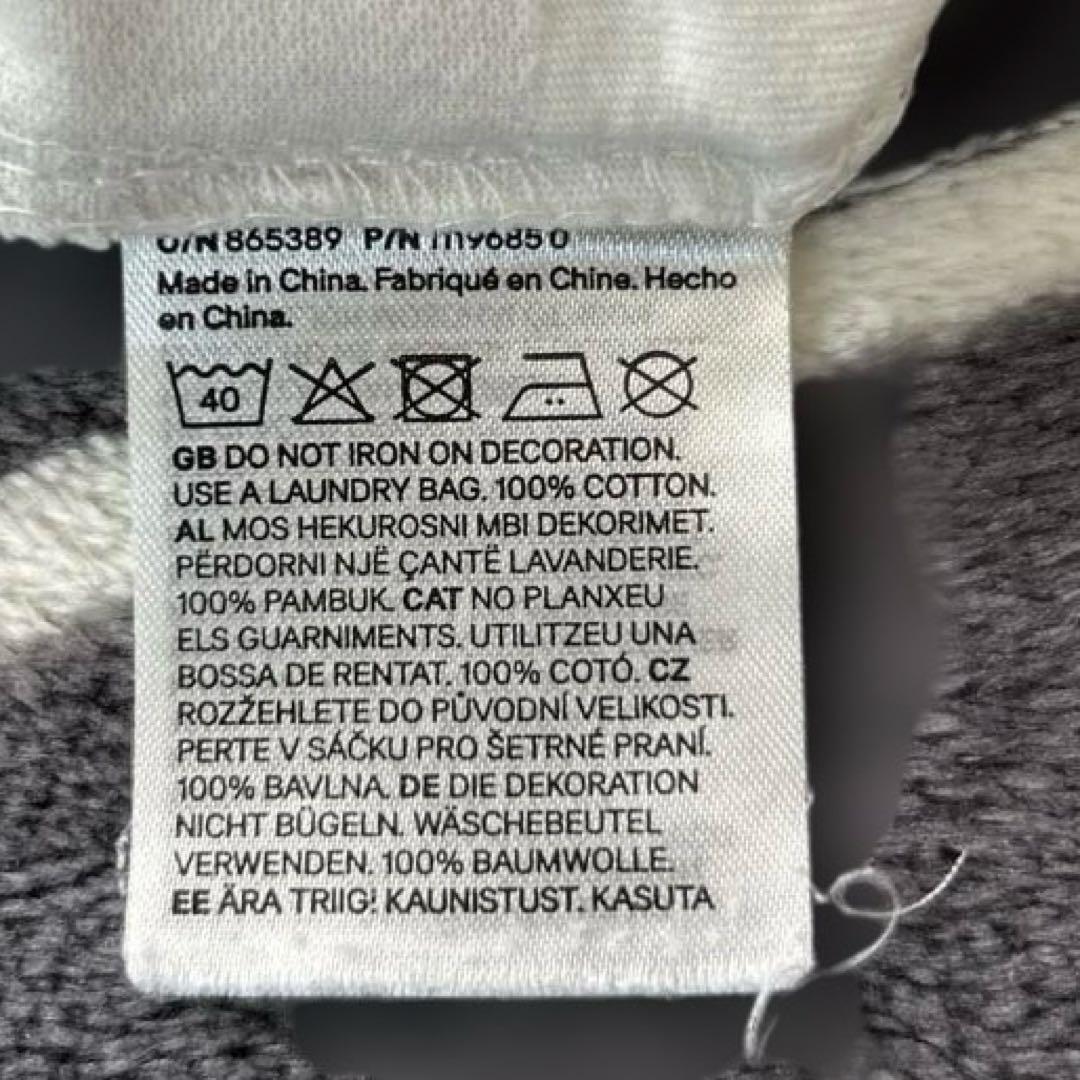 O/N 865389 P/N 1196850
Made in China. Fabriqué en Chine. Hecho
en China.
40
GB DO NOT IRON ON DECORATION.
USE A LAUNDRY BAG. 100% COTTON.
AL MOS HEKUROSNI MBI DEKORIMET.
PËRDORNI NJË ÇANTË LAVANDERIE.
100% PAMBUK. CAT NO PLANXEU
ELS GUARNIMENTS. UTILITZEU UNA
BOSSA DE RENTAT. 100% COTÓ. CZ
ROZŽEHLETE DO PŮVODNÍ VELIKOSTI.
PERTE V SÁČKU PRO ŠETRNÉ PRANÍ.
100% BAVLNA. DE DIE DEKORATION
NICHT BÜGELN. WÄSCHEBEUTEL
VERWENDEN. 100% BAUMWOLLE.
EE ÄRA TRIIGI KAUNISTUST. KASUTA